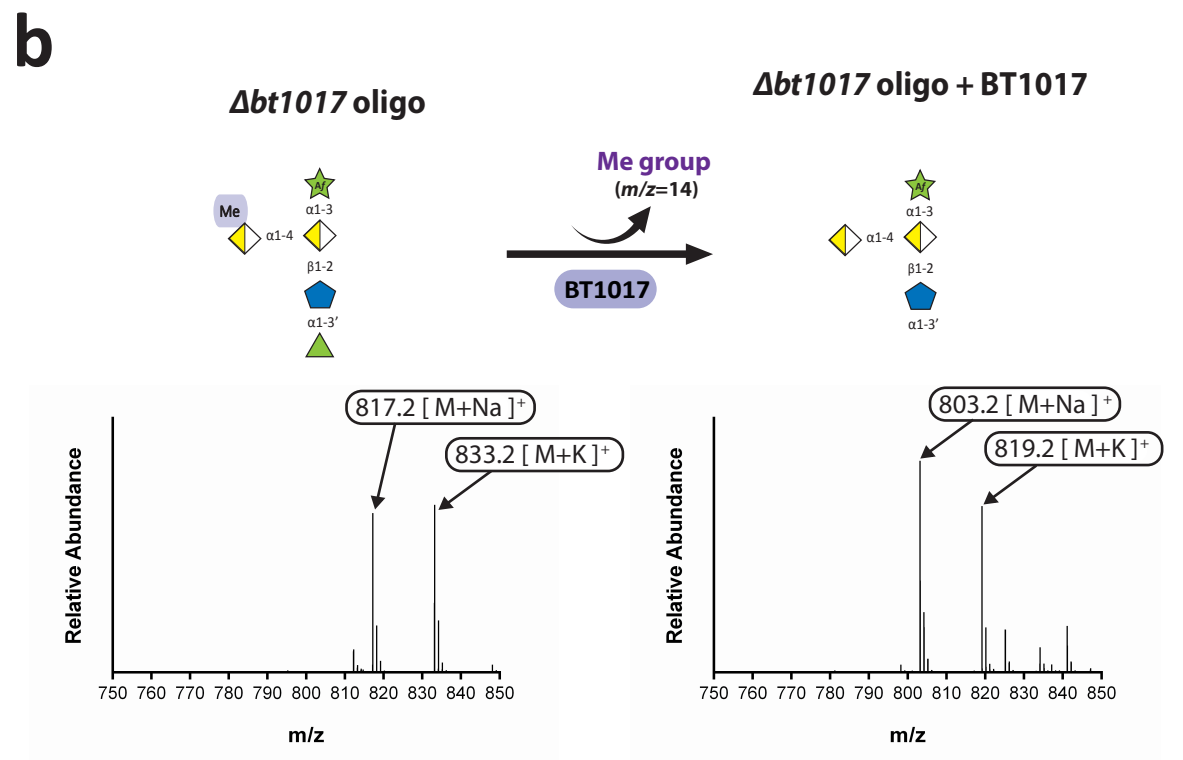 b
Δbt1017 oligo
Δbt1017 oligo + BT1017
Me group
(m/z=14)
BT1017
Af
α1-3
Me
α1-4
β1-2
α1-3′
Af
α1-3
α1-4
β1-2
α1-3′
817.2 [ M+Na ]+
833.2 [ M+K ]+
Relative Abundance
750 760 770 780 790 800 810 820 830 840 850
m/z
803.2 [ M+Na ]+
819.2 [ M+K ]+
Relative Abundance
750 760 770 780 790 800 810 820 830 840 850
m/z